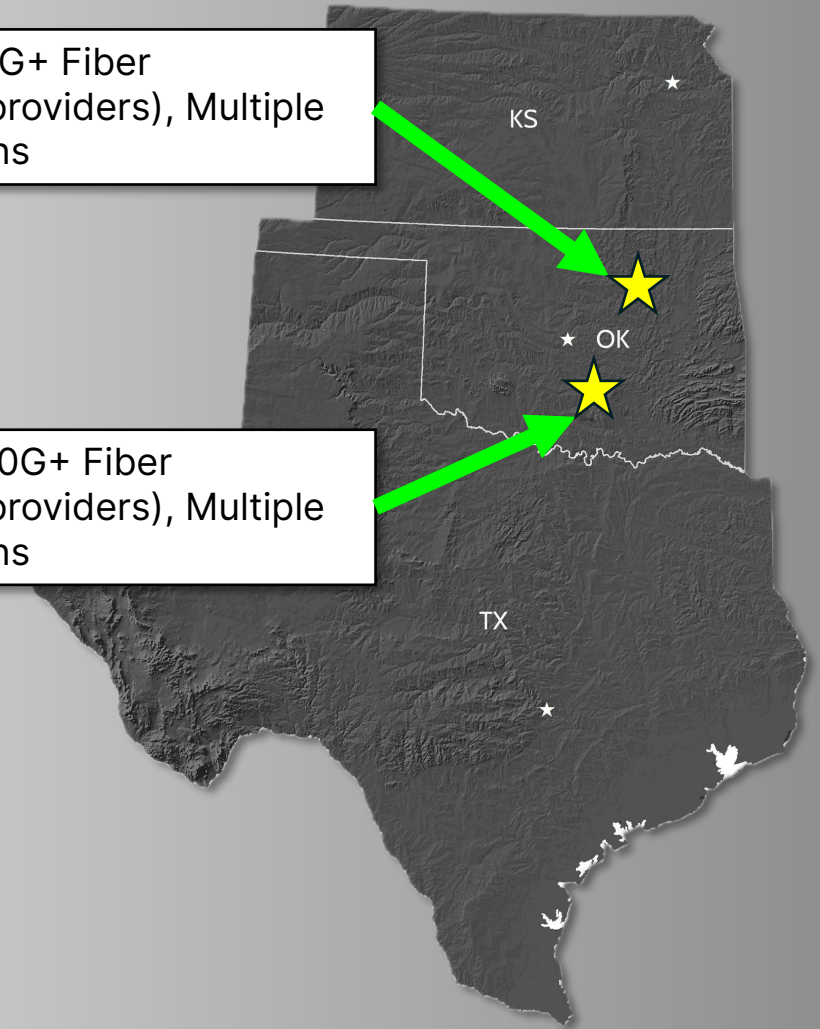 G+ Fiber
providers), Multiple
ns
KS
OK
0G+ Fiber
providers), Multiple
ns
TX